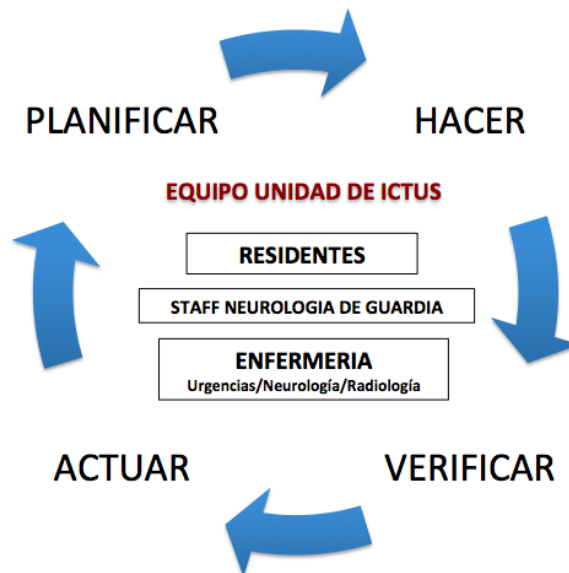 PLANIFICAR
HACER
EQUIPO UNIDAD DE ICTUS
RESIDENTES
STAFF NEUROLOGIA DE GUARDIA
ENFERMERIA
Urgencias/Neurología/Radiología
ACTUAR
VERIFICAR